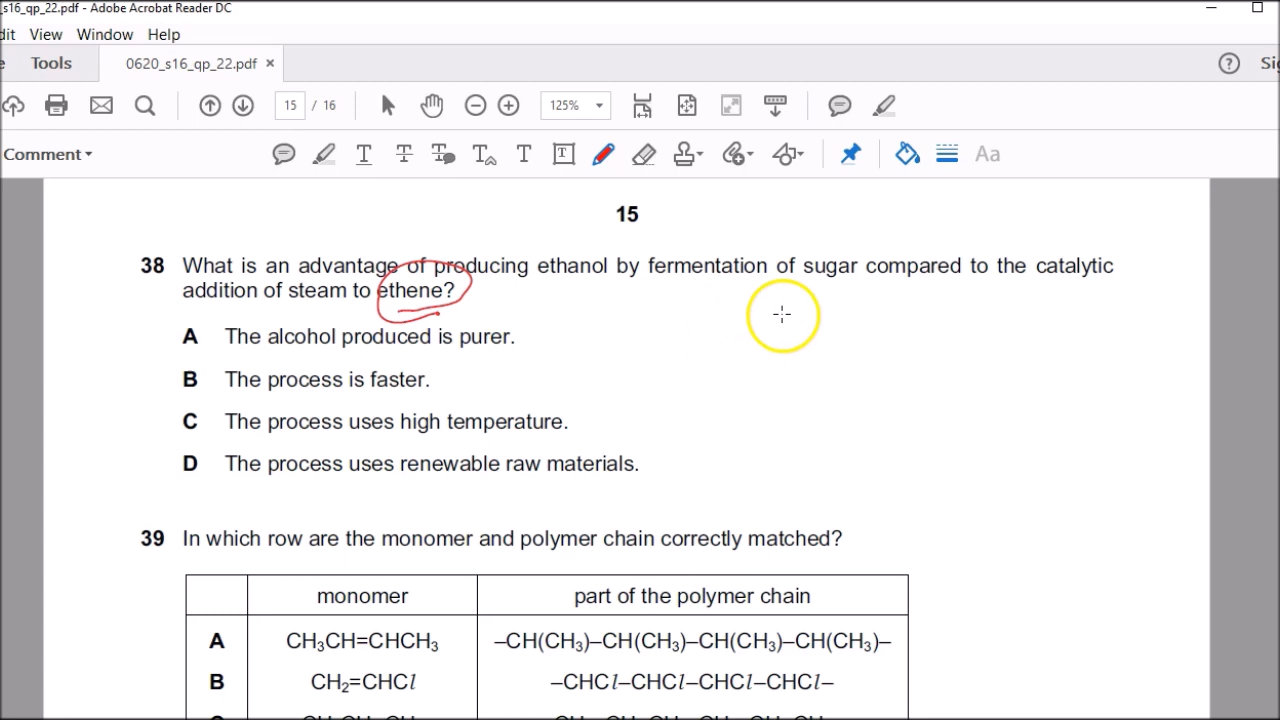 _s16_qp_22.pdf - Adobe Acrobat Reader DC
dit View Window Help
Tools 0620_s16_qp_22.pdf ×
15 / 16 125%
Comment
Aa
15
38 What is an advantage of producing ethanol by fermentation of sugar compared to the catalytic
addition of steam to ethene?
A The alcohol produced is purer.
B The process is faster.
C The process uses high temperature.
D The process uses renewable raw materials.
39 In which row are the monomer and polymer chain correctly matched?
monomer part of the polymer chain
A CH₃CH=CHCH₃ –CH(CH₃)–CH(CH₃)–CH(CH₃)–CH(CH₃)–
B CH₂=CHCl –CHCl–CHCl–CHCl–CHCl–